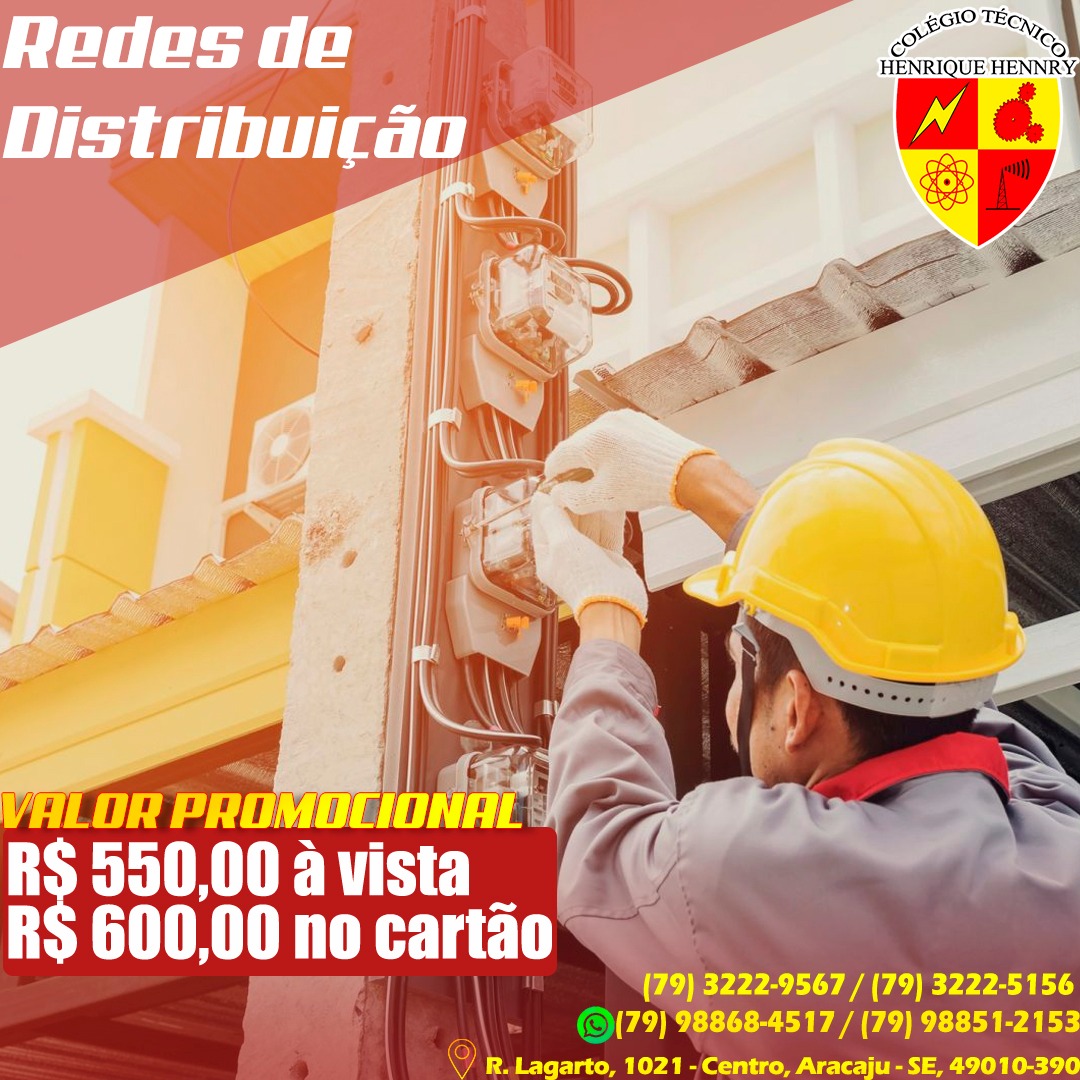 Redes de
Distribuição
COLÉGIO TÉCNICO
HENRIQUE HENNRY
VALOR PROMOCIONAL
R$ 550,00 à vista
R$ 600,00 no cartão
(79) 3222-9567 / (79) 3222-5156
(79) 98868-4517 / (79) 98851-2153
R. Lagarto, 1021 - Centro, Aracaju - SE, 49010-390